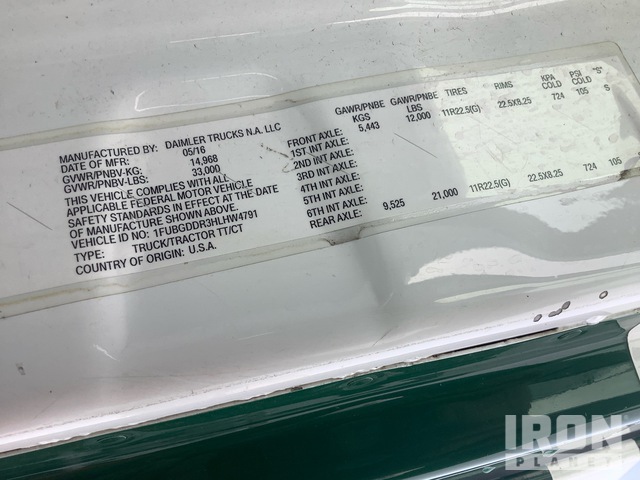 MANUFACTURED BY: DAIMLER TRUCKS N.A. LLC
DATE OF MFR: 05/16
GVWR/PNBV-KG: 14,968
GVWR/PNBV-LBS: 33,000
THIS VEHICLE COMPLIES WITH ALL
APPLICABLE FEDERAL MOTOR VEHICLE
SAFETY STANDARDS IN EFFECT AT THE DATE
OF MANUFACTURE SHOWN ABOVE.
VEHICLE ID NO: 1FUBGDDR3HLHW4791
TYPE: TRUCK/TRACTOR TT/CT
COUNTRY OF ORIGIN: U.S.A.
GAWR/PNBE KGS GAWR/PNBE LBS TIRES RIMS KPA COLD PSI COLD "S"
FRONT AXLE: 5,443 12,000 11R22.5(G) 22.5X8.25 724 105 S
1ST INT AXLE:
2ND INT AXLE:
3RD INT AXLE:
4TH INT AXLE:
5TH INT AXLE:
6TH INT AXLE:
REAR AXLE: 9,525 21,000 11R22.5(G) 22.5X8.25 724 105 S
IRON
PLANET